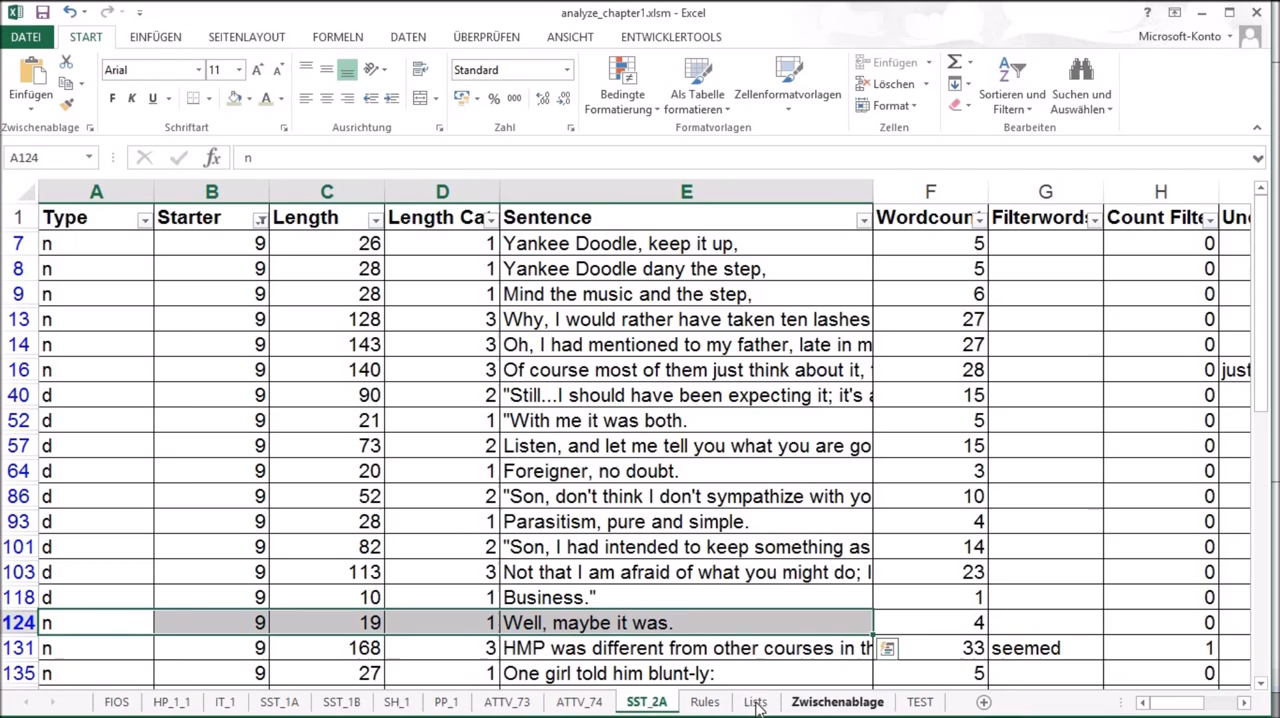 analyze_chapter1.xlsm - Excel
DATEI START EINFÜGEN SEITENLAYOUT FORMELN DATEN ÜBERPRÜFEN ANSICHT ENTWICKLERTOOLS Microsoft-Konto
Einfügen
Arial 11
F K U
Standard
% 000
Bedingte Formatierung
Als Tabelle formatieren
Zellenformatvorlagen
Einfügen
Löschen
Format
Sortieren und Filtern
Suchen und Auswählen
Zwischenablage Schriftart Ausrichtung Zahl Formatvorlagen Zellen Bearbeiten
A124 fx n
A B C D E F G H
1 Type Starter Length Length Ca Sentence Wordcoun Filterwords Count Filte Und
7 n 9 26 1 Yankee Doodle, keep it up, 5 0
8 n 9 28 1 Yankee Doodle dany the step, 5 0
9 n 9 28 1 Mind the music and the step, 6 0
13 n 9 128 3 Why, I would rather have taken ten lashes 27 0
14 n 9 143 3 Oh, I had mentioned to my father, late in m 27 0
16 n 9 140 3 Of course most of them just think about it, 28 0 just
40 d 9 90 2 "Still...I should have been expecting it; it's a 15 0
52 d 9 21 1 "With me it was both. 5 0
57 d 9 73 2 Listen, and let me tell you what you are go 15 0
64 d 9 20 1 Foreigner, no doubt. 3 0
86 d 9 52 2 "Son, don't think I don't sympathize with yo 10 0
93 d 9 28 1 Parasitism, pure and simple. 4 0
101 d 9 82 2 "Son, I had intended to keep something as 14 0
103 d 9 113 3 Not that I am afraid of what you might do; I 23 0
118 d 9 10 1 Business." 1 0
124 n 9 19 1 Well, maybe it was. 4 0
131 n 9 168 3 HMP was different from other courses in th 33 seemed 1
135 n 9 27 1 One girl told him blunt-ly: 5 0
FIOS HP_1_1 IT_1 SST_1A SST_1B SH_1 PP_1 ATTV_73 ATTV_74 SST_2A Rules Lists Zwischenablage TEST